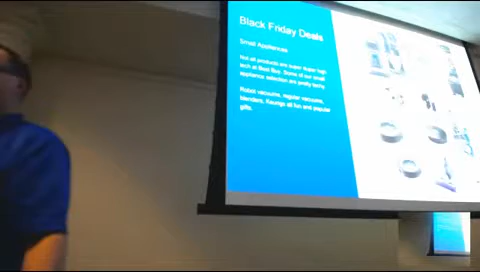 Black Friday Deals
Small Appliances
Not all products are super duper high
tech at Best Buy. Some of our small
appliance selection are pretty techy.
Robot vacuums, regular vacuums,
blenders, Keurigs all fun and popular
gifts.